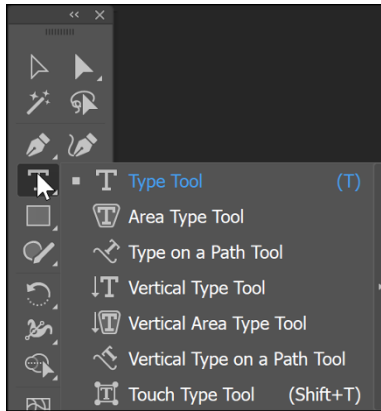 Type Tool (T)
Area Type Tool
Type on a Path Tool
Vertical Type Tool
Vertical Area Type Tool
Vertical Type on a Path Tool
Touch Type Tool (Shift+T)